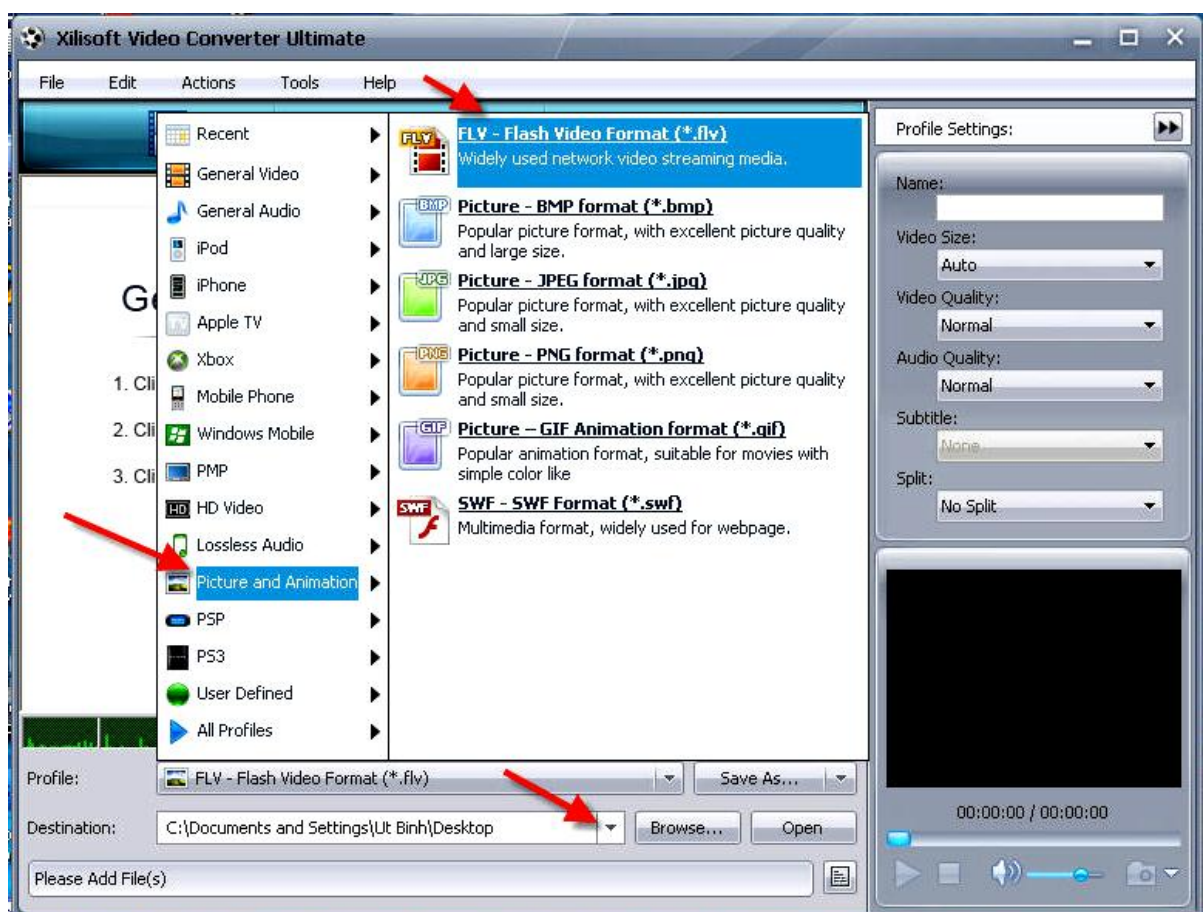 Xilisoft Video Converter Ultimate
File Edit Actions Tools Help
Recent
General Video
General Audio
iPod
iPhone
Apple TV
Xbox
Mobile Phone
Windows Mobile
PMP
HD Video
Lossless Audio
Picture and Animation
PSP
PS3
User Defined
All Profiles
FLV
FLV - Flash Video Format (*.flv)
Widely used network video streaming media.
BMP
Picture - BMP format (*.bmp)
Popular picture format, with excellent picture quality
and large size.
JPG
Picture - JPEG format (*.jpg)
Popular picture format, with excellent picture quality
and small size.
PNG
Picture - PNG format (*.png)
Popular picture format, with excellent picture quality
and small size.
GIF
Picture – GIF Animation format (*.gif)
Popular animation format, suitable for movies with
simple color like
SWF
SWF - SWF Format (*.swf)
Multimedia format, widely used for webpage.
1. Cli
2. Cli
3. Cli
Profile Settings:
Name:
Video Size:
Auto
Video Quality:
Normal
Audio Quality:
Normal
Subtitle:
None
Split:
No Split
Profile: FLV - Flash Video Format (*.flv) Save As...
Destination: C:\Documents and Settings\Ut Binh\Desktop Browse... Open
Please Add File(s)
00:00:00 / 00:00:00